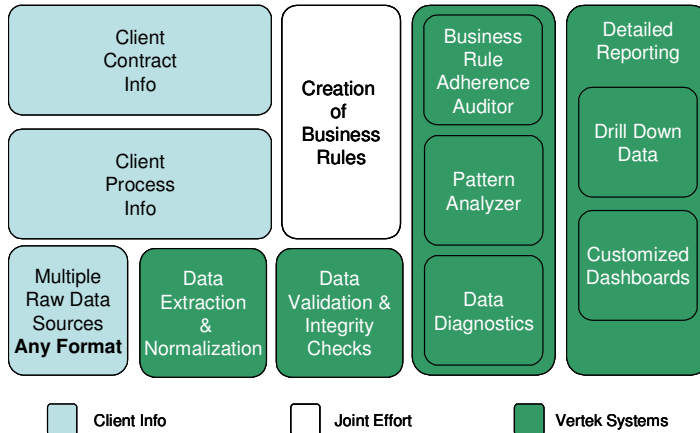 Client
Contract
Info
Client
Process
Info
Creation
of
Business
Rules
Business
Rule
Adherence
Auditor
Pattern
Analyzer
Data
Diagnostics
Detailed
Reporting
Drill Down
Data
Customized
Dashboards
Multiple
Raw Data
Sources
Any Format
Data
Extraction
&
Normalization
Data
Validation &
Integrity
Checks
Client Info
Joint Effort
Vertek Systems